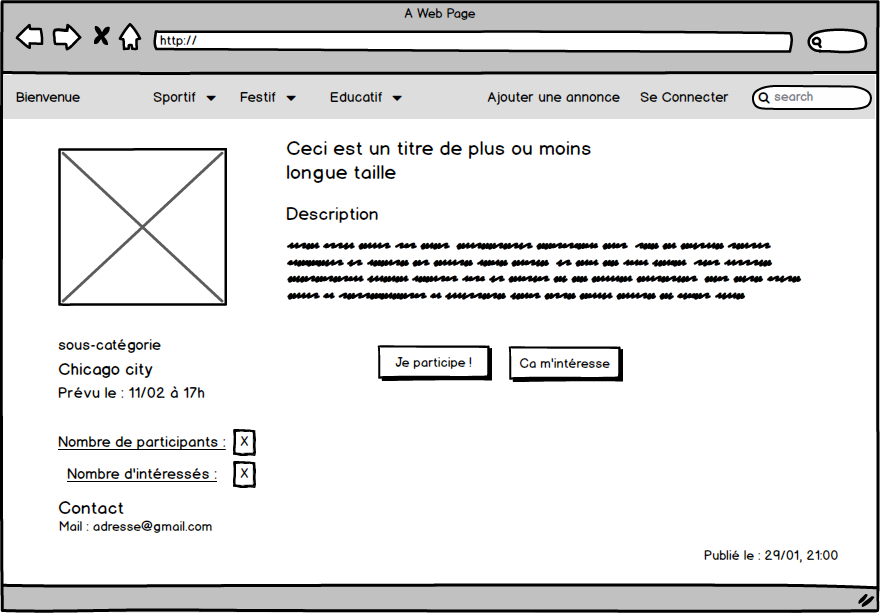 A Web Page
http://
Bienvenue Sportif Festif Educatif Ajouter une annonce Se Connecter search
Ceci est un titre de plus ou moins
longue taille
Description
sous-catégorie
Chicago city
Prévu le : 11/02 à 17h
Je participe !
Ca m'intéresse
Nombre de participants : X
Nombre d'intéressés : X
Contact
Mail : adresse@gmail.com
Publié le : 29/01, 21:00